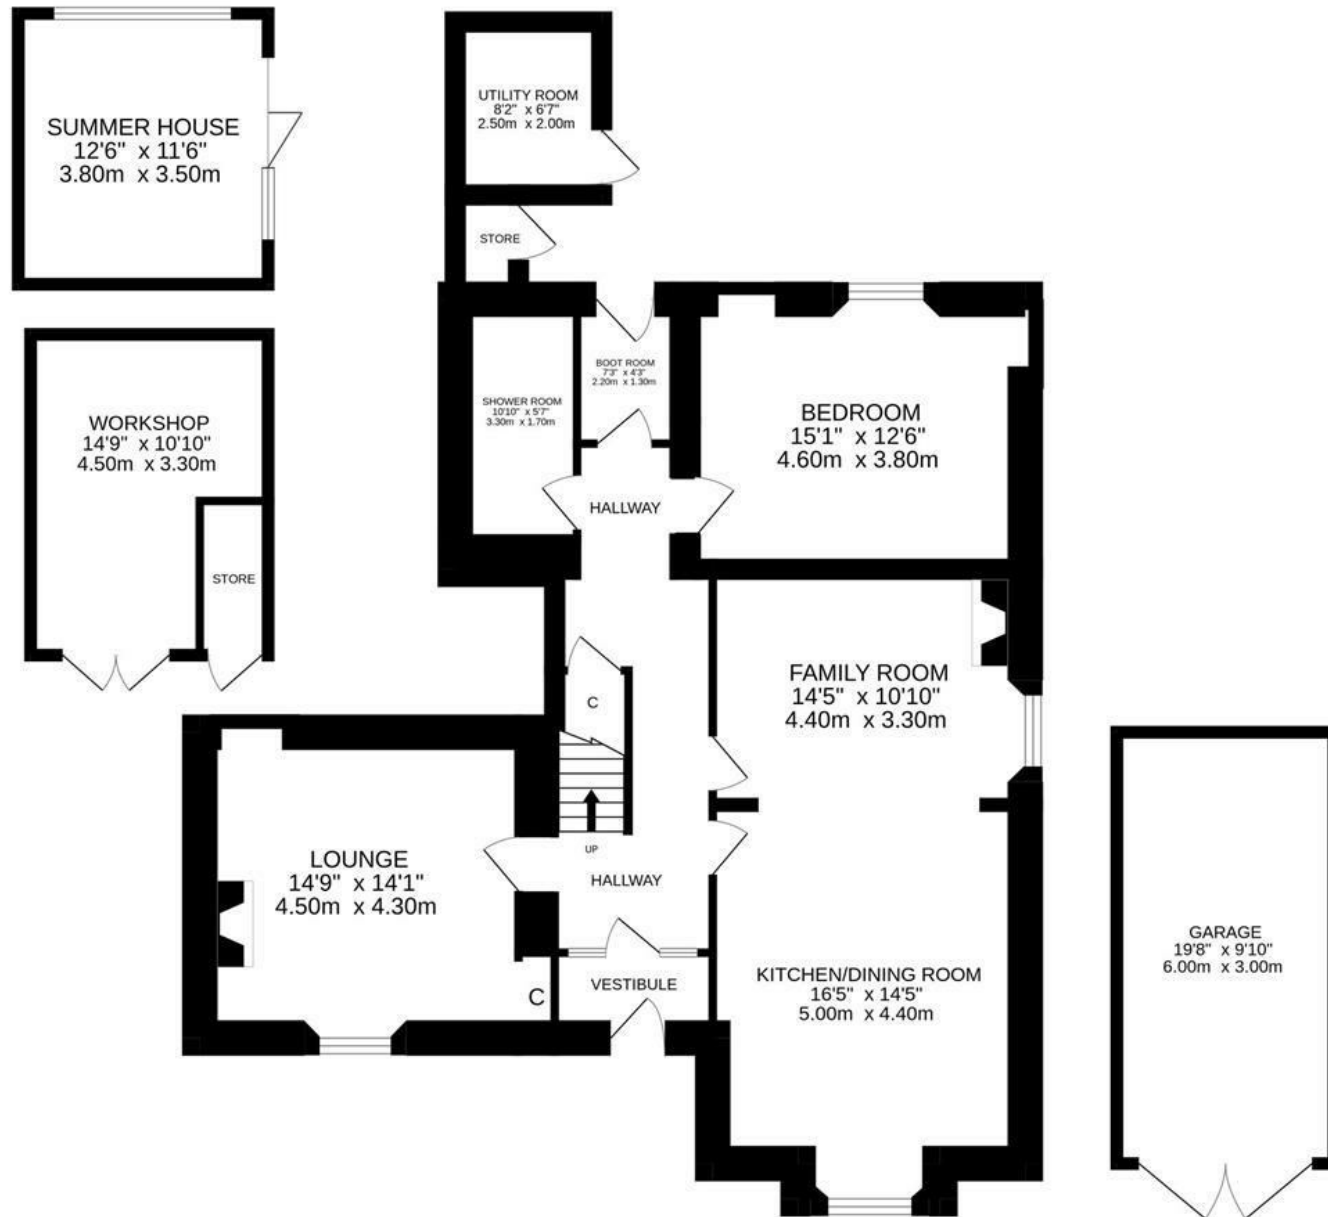 SUMMER HOUSE
12'6" x 11'6"
3.80m x 3.50m
UTILITY ROOM
8'2" x 6'7"
2.50m x 2.00m
STORE
BOOT ROOM
7'3" x 4'3"
2.20m x 1.30m
SHOWER ROOM
10'10" x 5'7"
3.30m x 1.70m
BEDROOM
15'1" x 12'6"
4.60m x 3.80m
WORKSHOP
14'9" x 10'10"
4.50m x 3.30m
HALLWAY
STORE
FAMILY ROOM
14'5" x 10'10"
4.40m x 3.30m
C
UP
LOUNGE
14'9" x 14'1"
4.50m x 4.30m
HALLWAY
GARAGE
19'8" x 9'10"
6.00m x 3.00m
KITCHEN/DINING ROOM
16'5" x 14'5"
5.00m x 4.40m
VESTIBULE
C